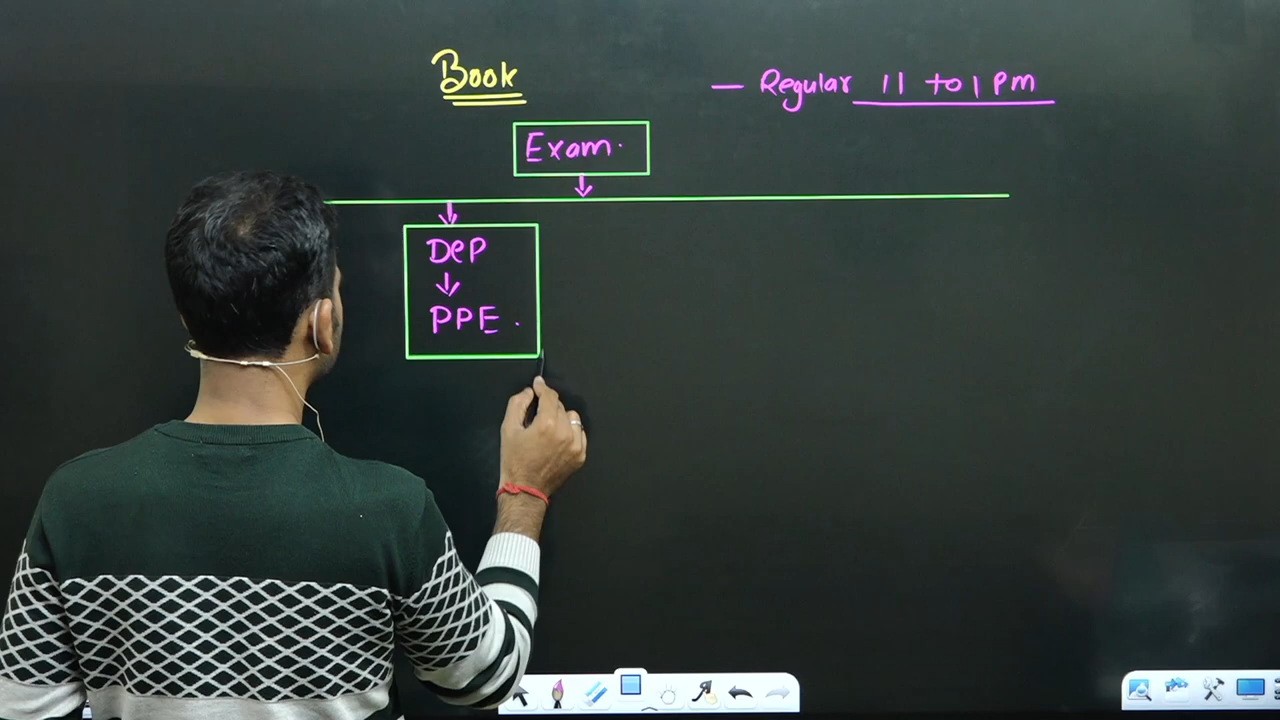 Book
— Regular 11 to 1 Pm
Exam.
Dep
PPE.